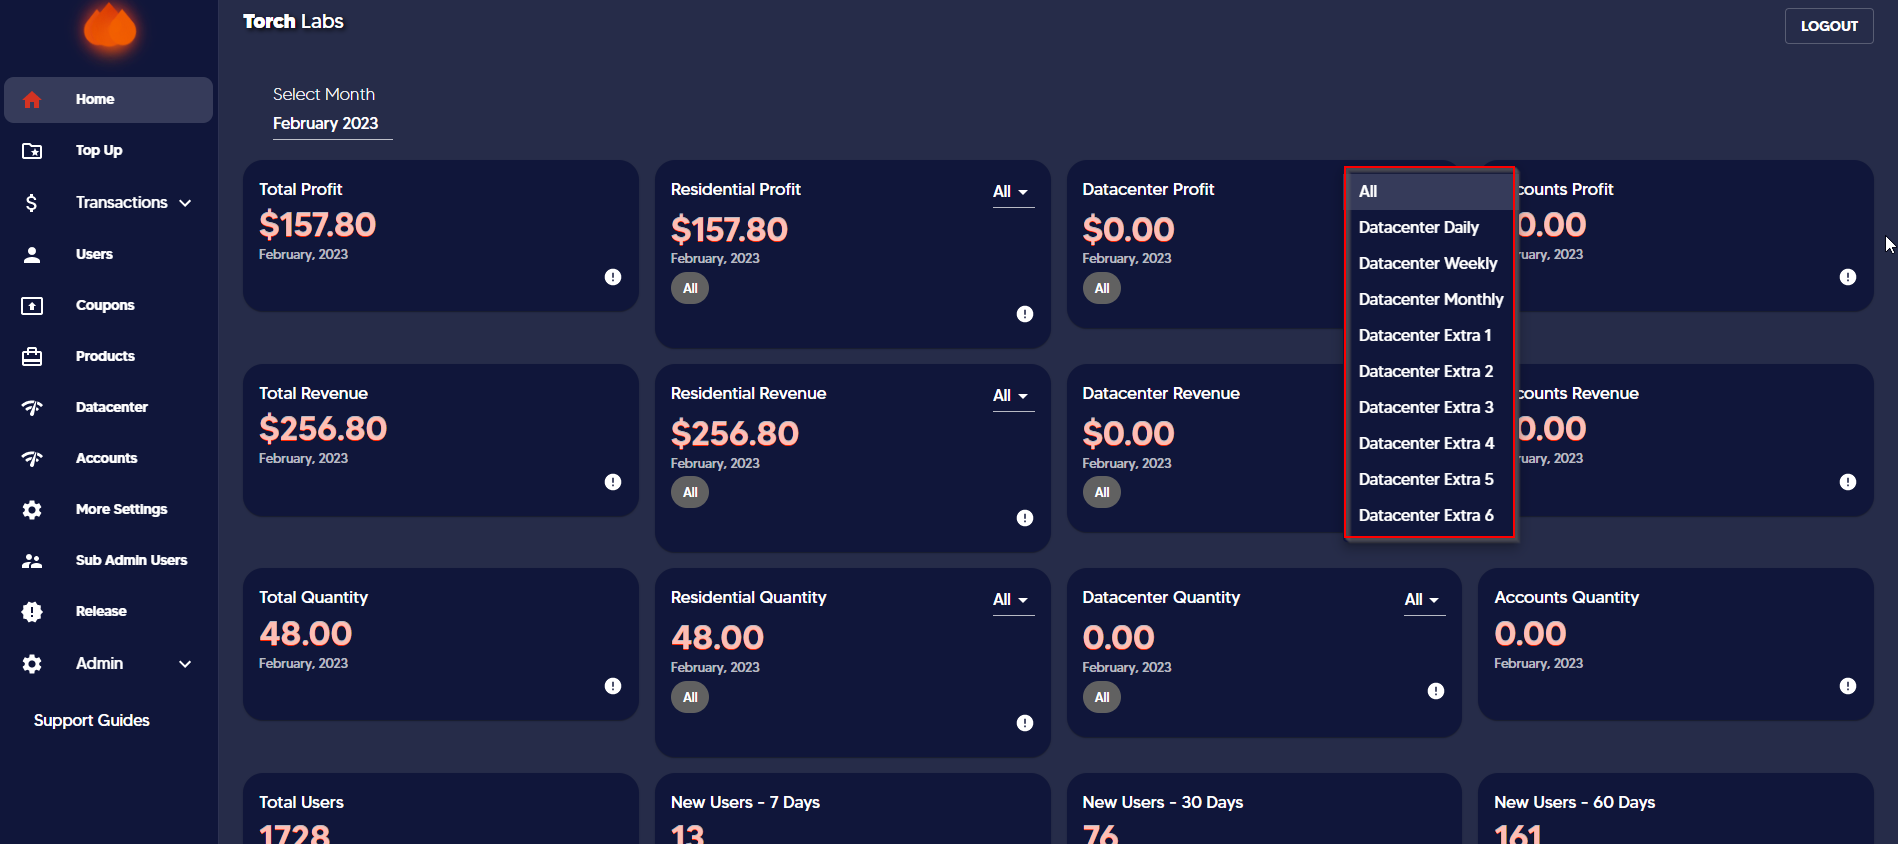 Torch Labs
LOGOUT
Home
Top Up
Transactions
Users
Coupons
Products
Datacenter
Accounts
More Settings
Sub Admin Users
Release
Admin
Support Guides
Select Month
February 2023
Total Profit
$157.80
February, 2023
Residential Profit
All
$157.80
February, 2023
All
Datacenter Profit
$0.00
February, 2023
All
All
Datacenter Daily
Datacenter Weekly
Datacenter Monthly
Datacenter Extra 1
Datacenter Extra 2
Datacenter Extra 3
Datacenter Extra 4
Datacenter Extra 5
Datacenter Extra 6
counts Profit
0.00
ruary, 2023
Total Revenue
$256.80
February, 2023
Residential Revenue
All
$256.80
February, 2023
All
Datacenter Revenue
$0.00
February, 2023
All
counts Revenue
0.00
ruary, 2023
Total Quantity
48.00
February, 2023
Residential Quantity
All
48.00
February, 2023
All
Datacenter Quantity
All
0.00
February, 2023
All
Accounts Quantity
0.00
February, 2023
Total Users
1728
New Users - 7 Days
13
New Users - 30 Days
76
New Users - 60 Days
161